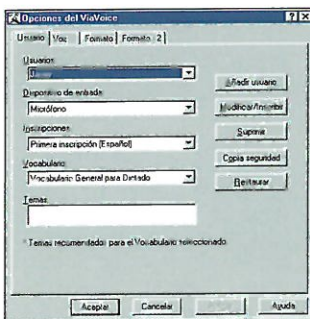 Opciones del ViaVoice
Usuario Voz Formato Formato 2
Usuarios
Dispositivo de entrada
Micrófono
Inscripciones
Primera inscripción (Español)
Vocabulario
Vocabulario General para Dictado
Temas
* Temas recomendados para el Vocabulario seleccionado
Añadir usuario
Modificar/Inscribir
Suprimir
Copia seguridad
Restaurar
Aceptar Cancelar Ayuda